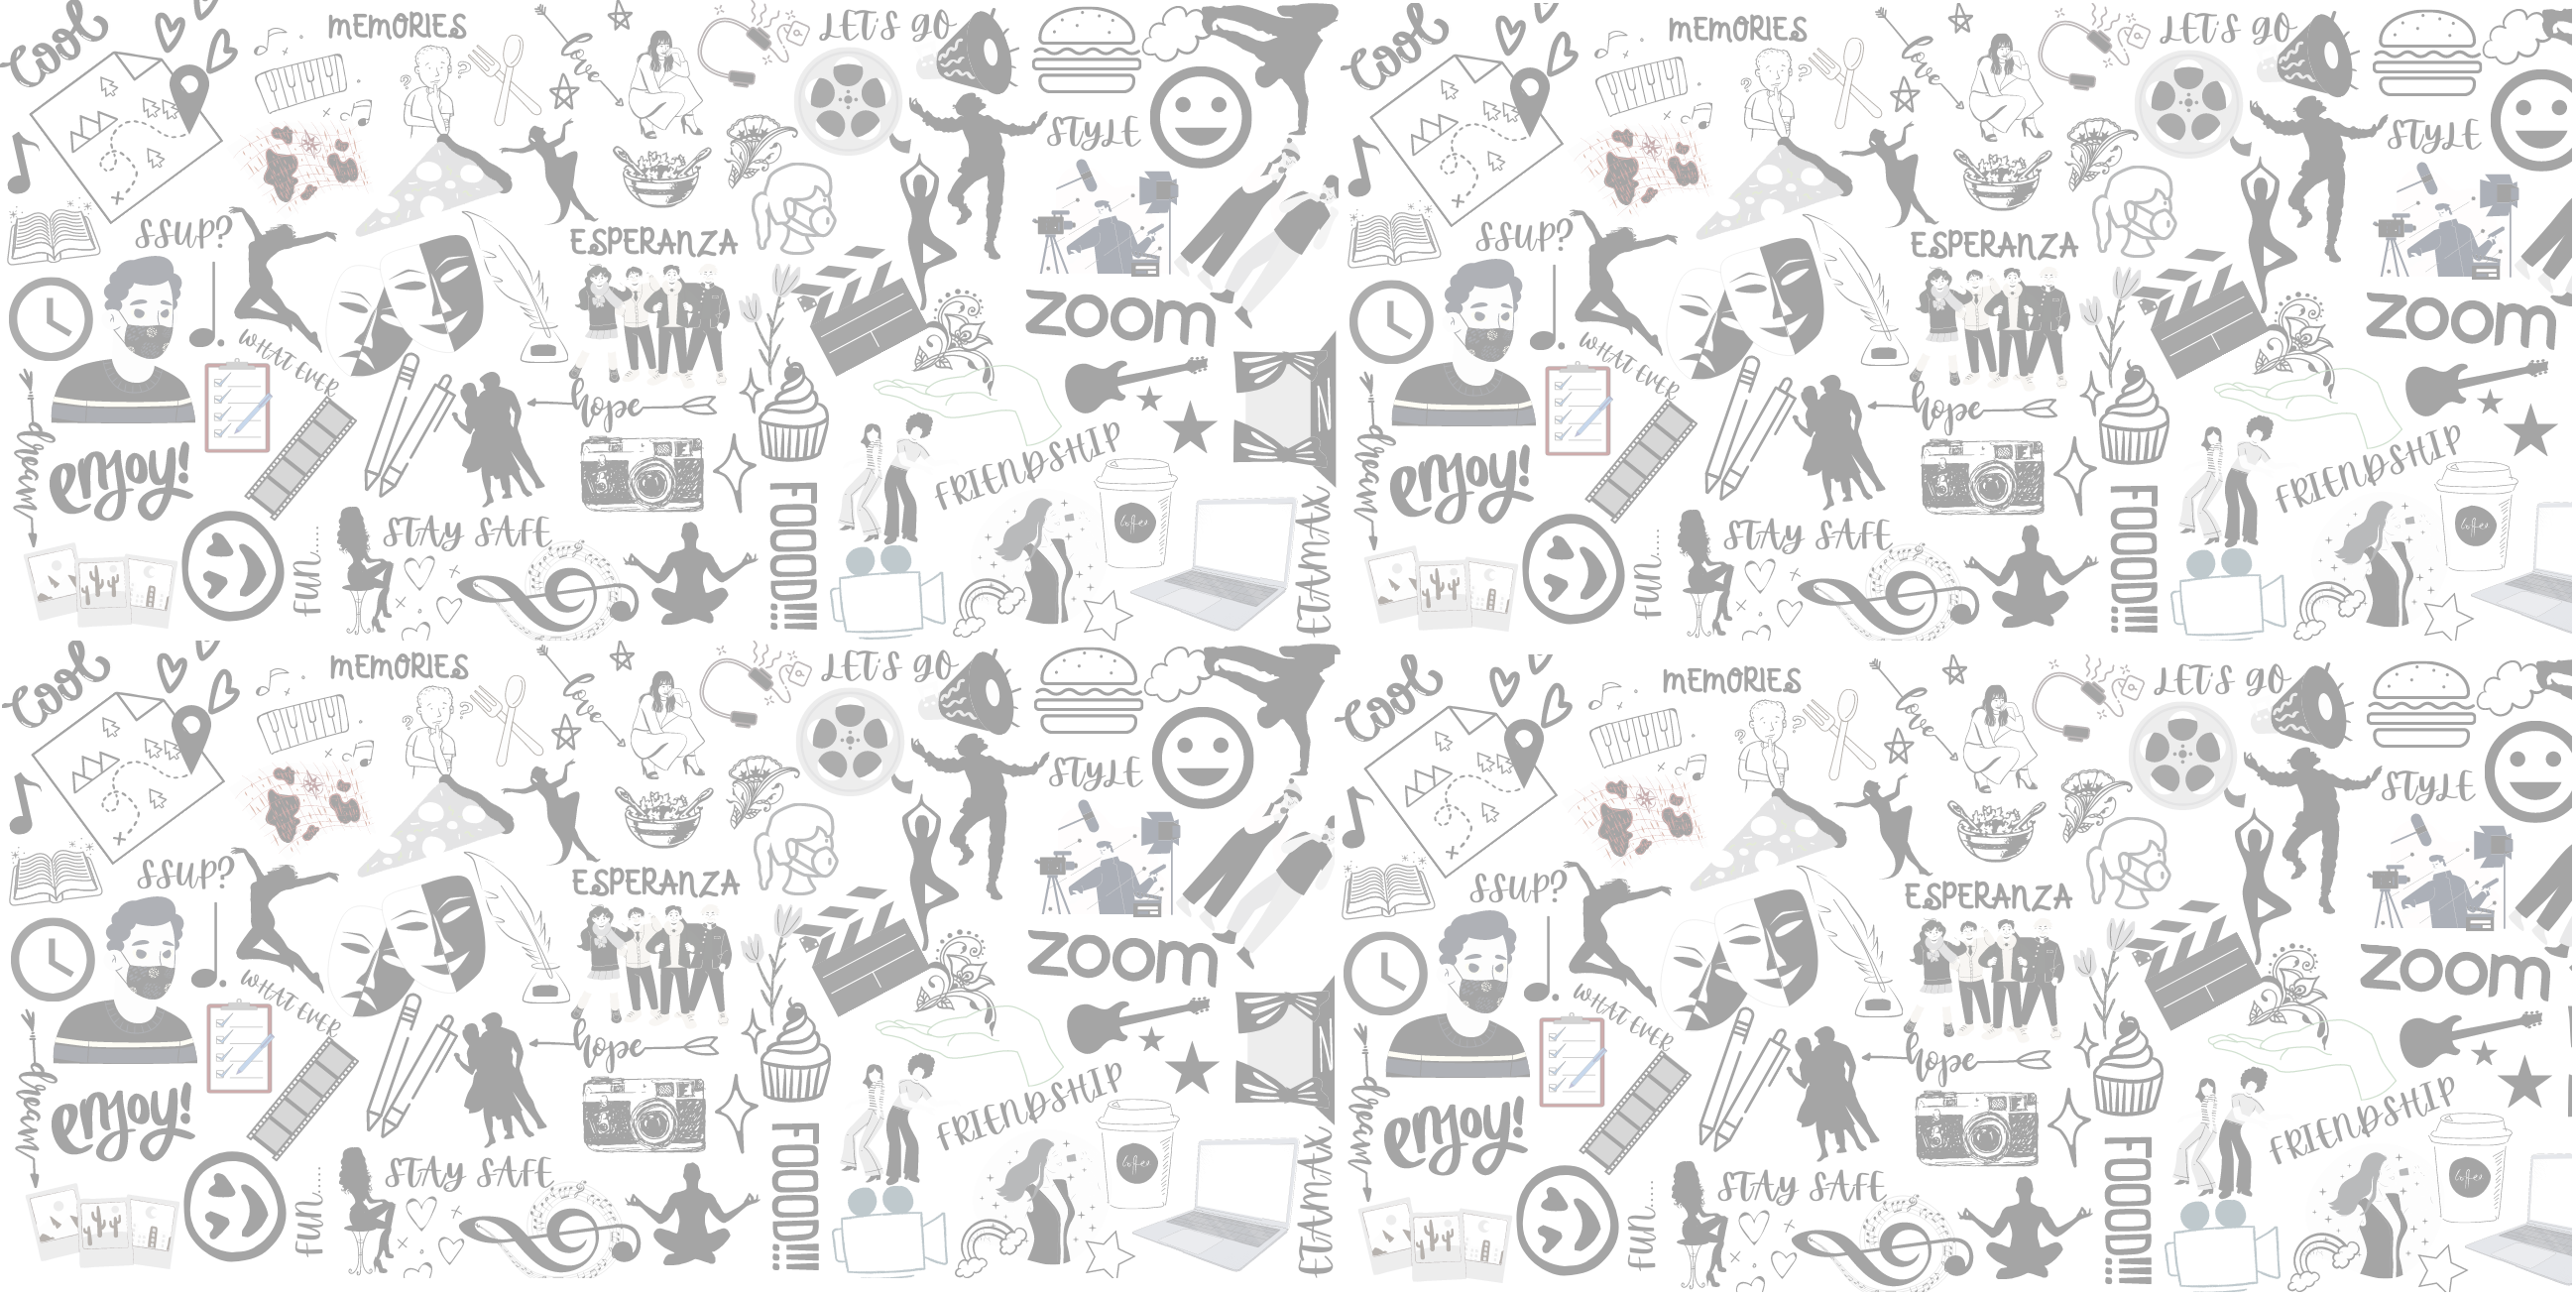 cool
MEMORIES
love
LET'S GO
STYLE
SSUP?
ESPERANZA
zoom
WHAT EVER
hope
dream
enjoy!
FRIENDSHIP
coffee
STAY SAFE
FUN....
FOOOD!!!
ETAMAX
cool
MEMORIES
love
LET'S GO
STYLE
SSUP?
ESPERANZA
zoom
WHAT EVER
hope
dream
enjoy!
FRIENDSHIP
coffee
STAY SAFE
FUN....
FOOOD!!!
cool
MEMORIES
love
LET'S GO
STYLE
SSUP?
ESPERANZA
zoom
WHAT EVER
hope
dream
enjoy!
FRIENDSHIP
coffee
STAY SAFE
FUN....
FOOOD!!!
ETAMAX
cool
MEMORIES
love
LET'S GO
STYLE
SSUP?
ESPERANZA
zoom
WHAT EVER
hope
dream
enjoy!
FRIENDSHIP
coffee
STAY SAFE
FUN....
FOOOD!!!